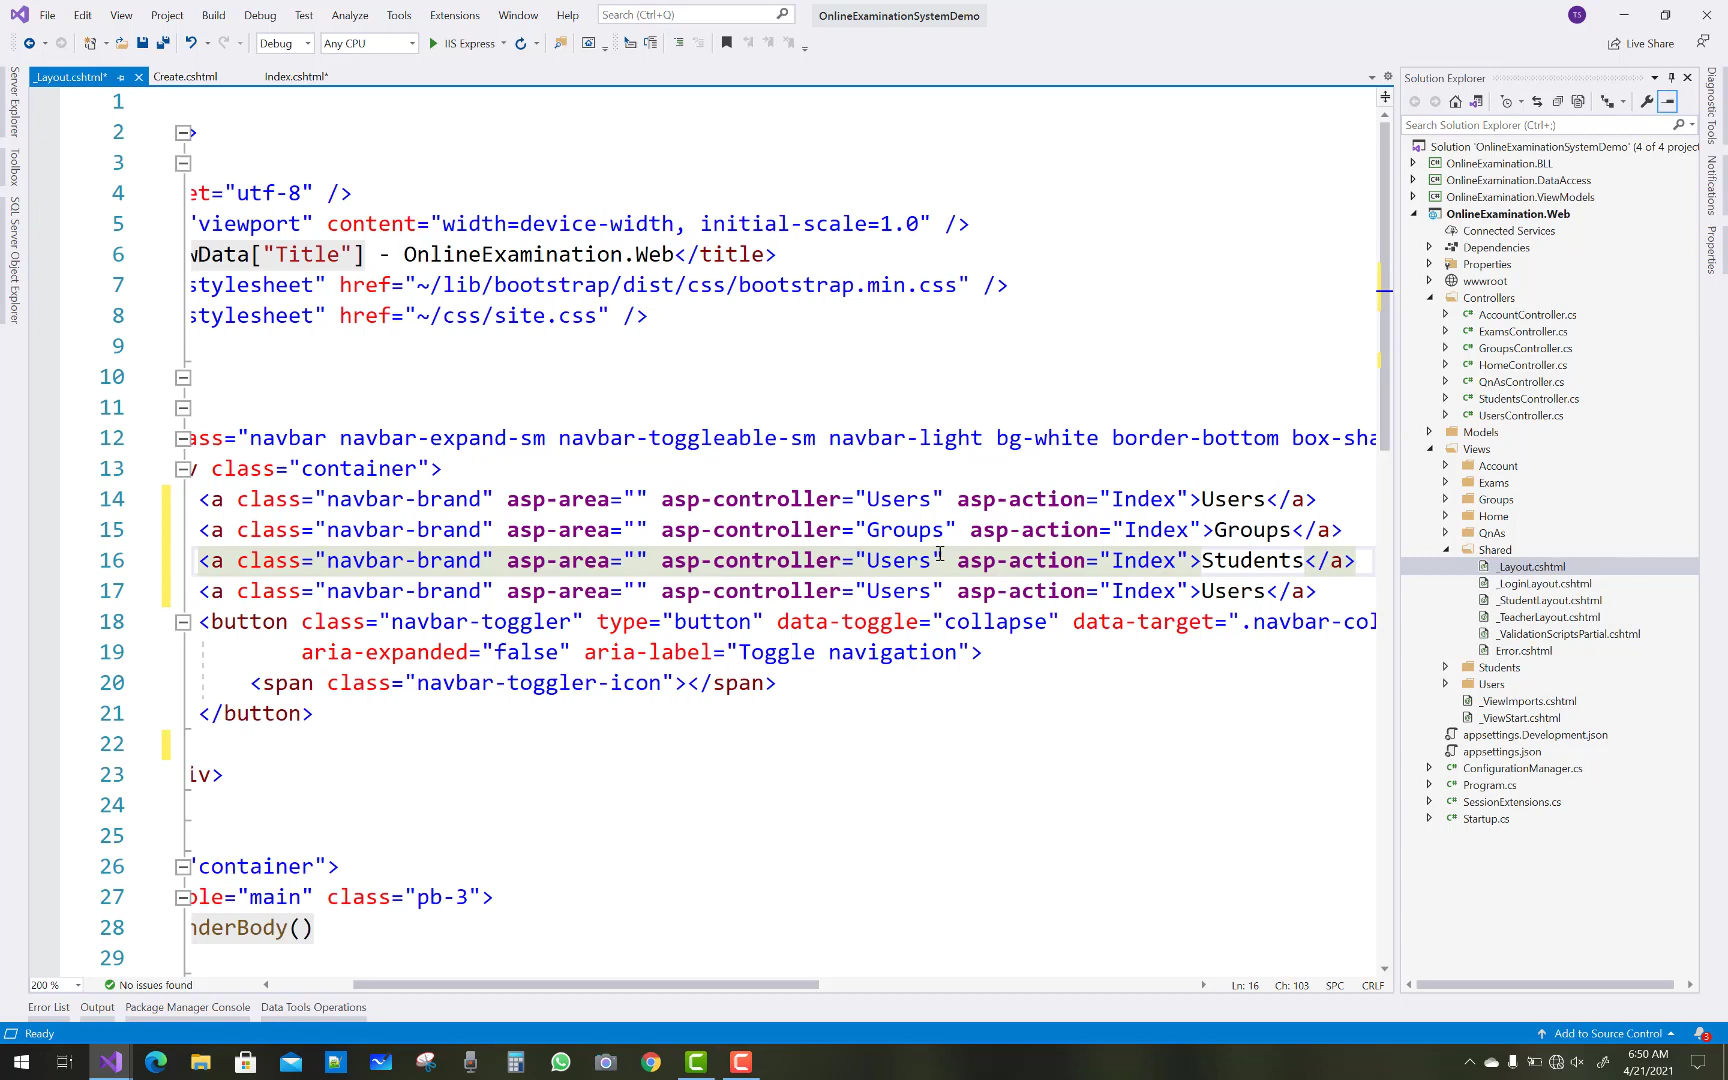 File Edit View Project Build Debug Test Analyze Tools Extensions Window Help Search (Ctrl+Q) OnlineExaminationSystemDemo TS
Debug Any CPU IIS Express Live Share
_Layout.cshtml* Create.cshtml Index.cshtml*
Server Explorer
Toolbox
SQL Server Object Explorer
1
2 >
3
4 et="utf-8" />
5 "viewport" content="width=device-width, initial-scale=1.0" />
6 wData["Title"] - OnlineExamination.Web</title>
7 stylesheet" href="~/lib/bootstrap/dist/css/bootstrap.min.css" />
8 stylesheet" href="~/css/site.css" />
9
10
11
12 ass="navbar navbar-expand-sm navbar-toggleable-sm navbar-light bg-white border-bottom box-sha
13 v class="container">
14 <a class="navbar-brand" asp-area="" asp-controller="Users" asp-action="Index">Users</a>
15 <a class="navbar-brand" asp-area="" asp-controller="Groups" asp-action="Index">Groups</a>
16 <a class="navbar-brand" asp-area="" asp-controller="Users" asp-action="Index">Students</a>
17 <a class="navbar-brand" asp-area="" asp-controller="Users" asp-action="Index">Users</a>
18 <button class="navbar-toggler" type="button" data-toggle="collapse" data-target=".navbar-col
19 aria-expanded="false" aria-label="Toggle navigation">
20 <span class="navbar-toggler-icon"></span>
21 </button>
22
23 iv>
24
25
26 "container">
27 ole="main" class="pb-3">
28 nderBody()
29
200 % No issues found Ln: 16 Ch: 103 SPC CRLF
Error List Output Package Manager Console Data Tools Operations
Solution Explorer
Search Solution Explorer (Ctrl+;)
Solution 'OnlineExaminationSystemDemo' (4 of 4 project
OnlineExamination.BLL
OnlineExamination.DataAccess
OnlineExamination.ViewModels
OnlineExamination.Web
Connected Services
Dependencies
Properties
wwwroot
Controllers
C# AccountController.cs
C# ExamsController.cs
C# GroupsController.cs
C# HomeController.cs
C# QnAsController.cs
C# StudentsController.cs
C# UsersController.cs
Models
Views
Account
Exams
Groups
Home
QnAs
Shared
_Layout.cshtml
_LoginLayout.cshtml
_StudentLayout.cshtml
_TeacherLayout.cshtml
_ValidationScriptsPartial.cshtml
Error.cshtml
Students
Users
_ViewImports.cshtml
_ViewStart.cshtml
appsettings.Development.json
appsettings.json
C# ConfigurationManager.cs
C# Program.cs
C# SessionExtensions.cs
C# Startup.cs
Diagnostic Tools
Notifications
Properties
Ready Add to Source Control 3
6:50 AM
4/21/2021